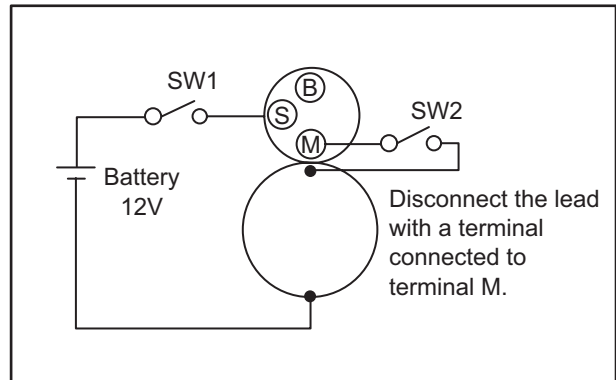 SW1
B
S
SW2
M
Battery
12V
Disconnect the lead
with a terminal
connected to
terminal M.